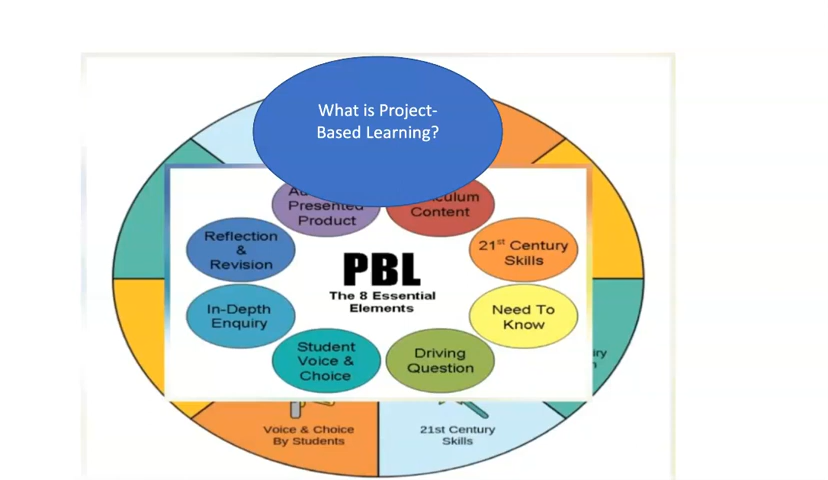 What is Project-
Based Learning?
Presented
Product
Content
Reflection
&
Revision
21st Century
Skills
PBL
The 8 Essential
Elements
In-Depth
Enquiry
Need To
Know
Student
Voice &
Choice
Driving
Question
Voice & Choice
By Students
21st Century
Skills